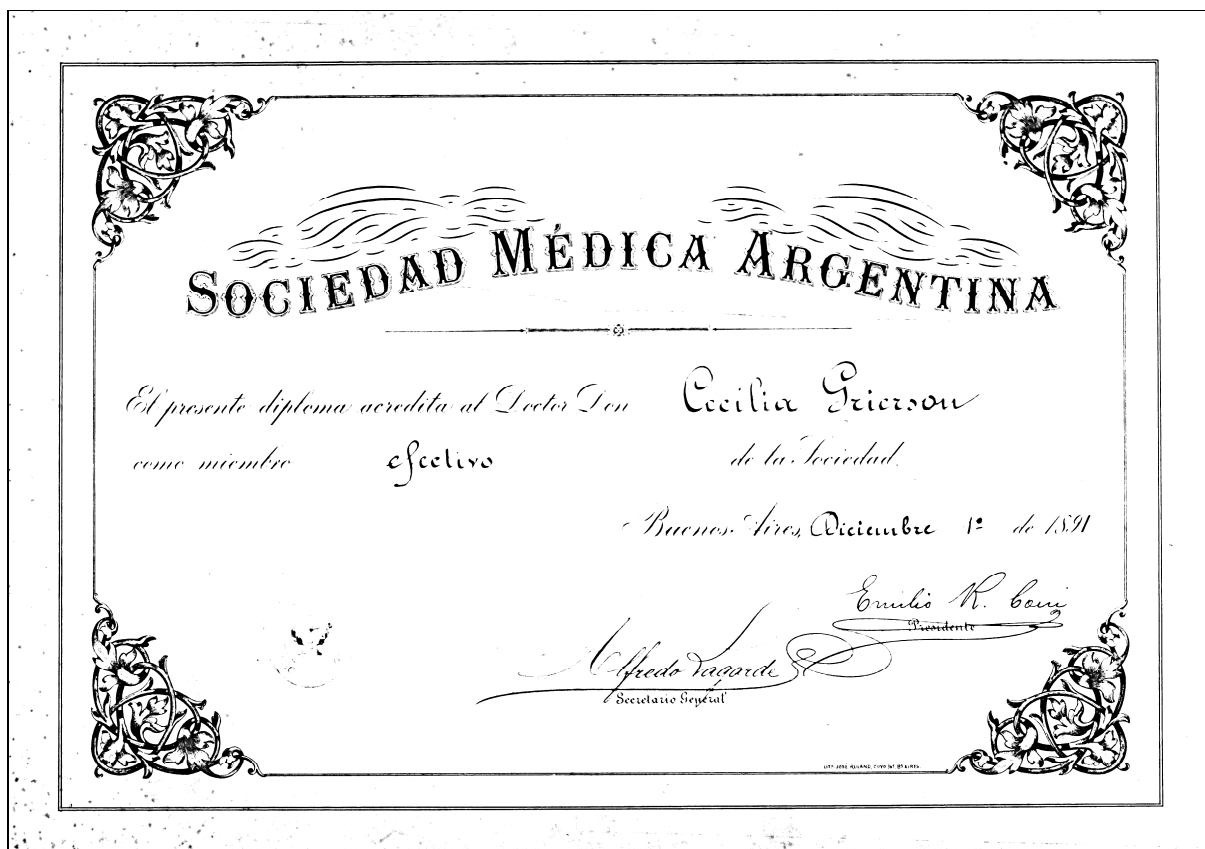 SOCIEDAD MÉDICA ARGENTINA
El presente diploma acredita al Doctor Don Cecilia Grierson
como miembro efectivo de la Sociedad.
Buenos Aires, Diciembre 1º de 1891
Emilio R. Coni
Presidente
Alfredo Lagarde
Secretario General